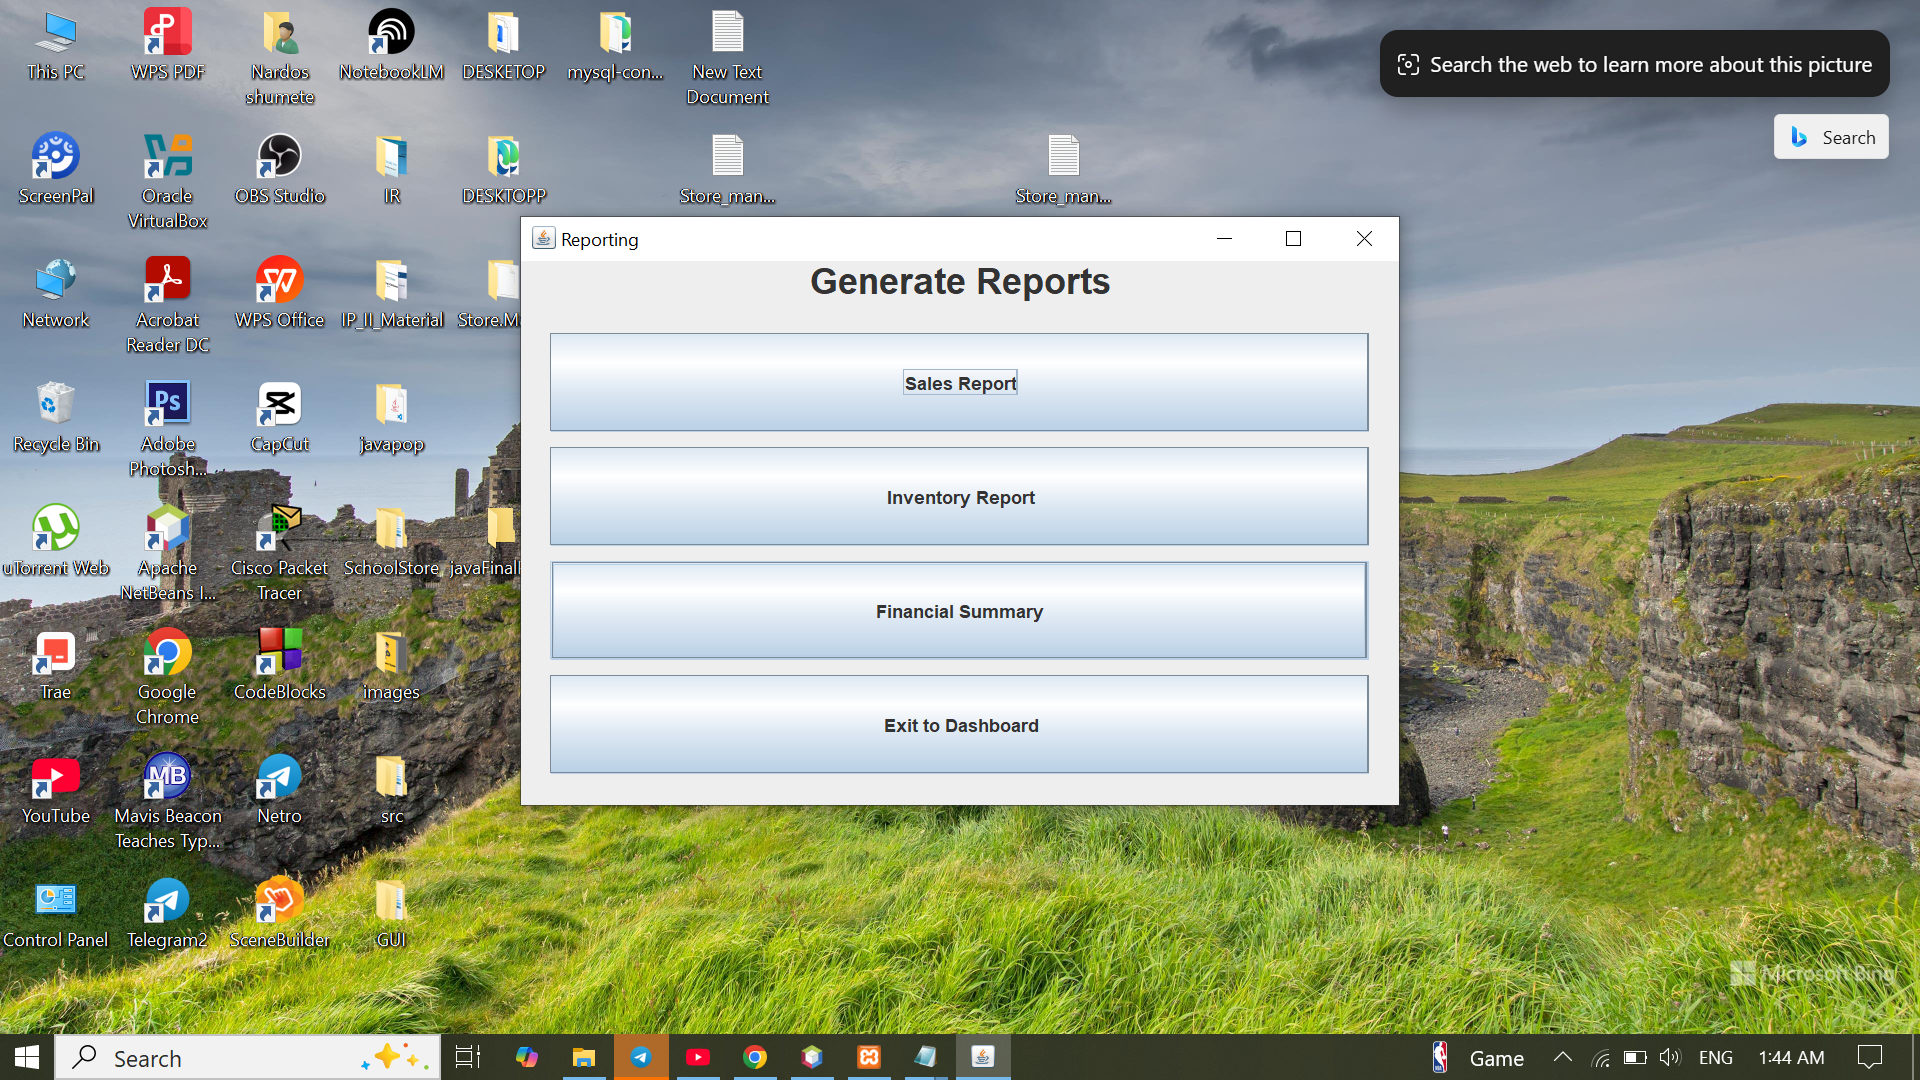 This PC
WPS PDF
Nardos
shumete
NotebookLM
DESKETOP
mysql-con...
New Text
Document
Search the web to learn more about this picture
Search
ScreenPal
Oracle
VirtualBox
OBS Studio
IR
DESKTOPP
Store_man...
Store_man...
Network
Acrobat
Reader DC
WPS Office
IP_II_Material
Store.M
Recycle Bin
Adobe
Photosh...
CapCut
javapop
uTorrent Web
Apache
NetBeans I...
Cisco Packet
Tracer
SchoolStore
javaFinal
Trae
Google
Chrome
CodeBlocks
images
YouTube
Mavis Beacon
Teaches Typ...
Netro
src
Control Panel
Telegram2
SceneBuilder
GUI
Reporting
Generate Reports
Sales Report
Inventory Report
Financial Summary
Exit to Dashboard
Microsoft Bing
Search
Game
ENG
1:44 AM